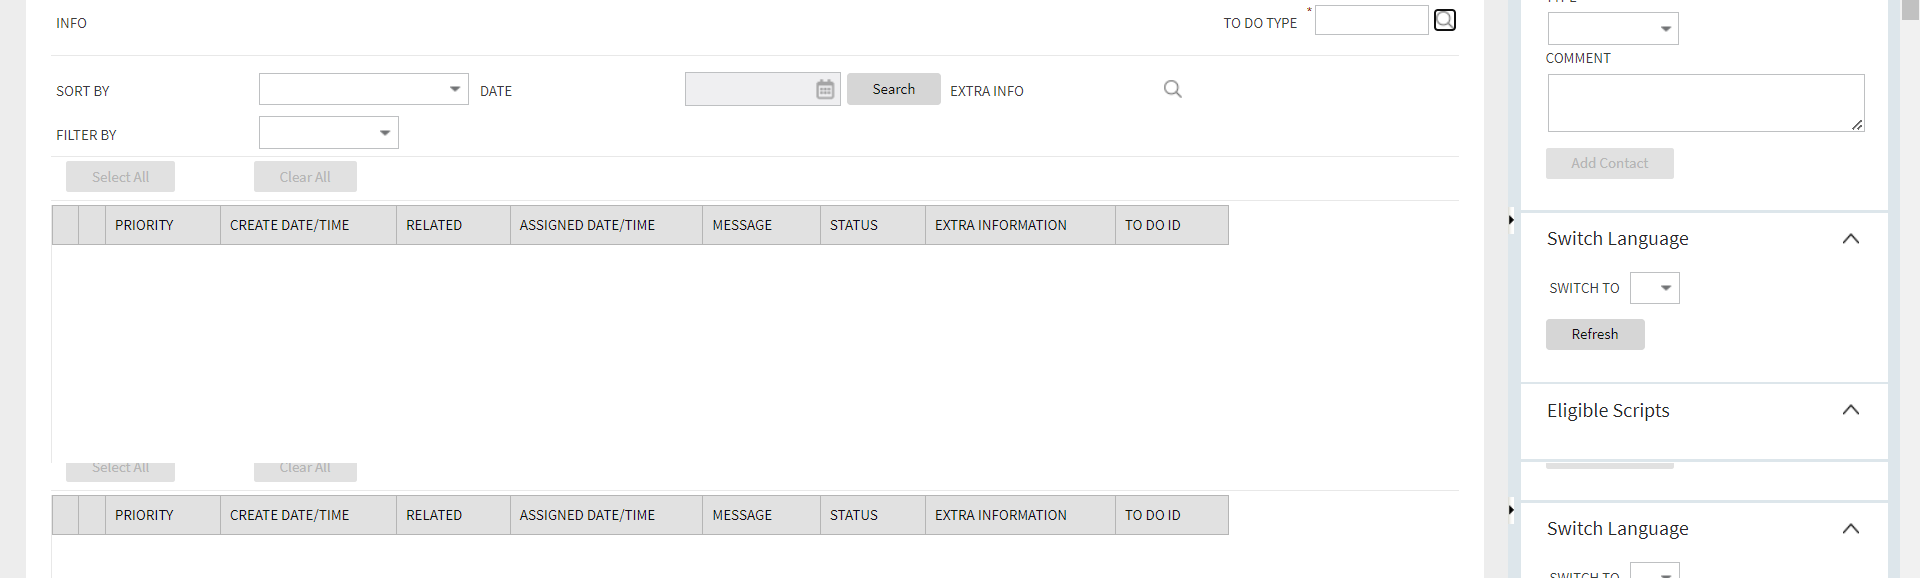 INFO
TO DO TYPE *
SORT BY
DATE
Search
EXTRA INFO
FILTER BY
Select All
Clear All
PRIORITY CREATE DATE/TIME RELATED ASSIGNED DATE/TIME MESSAGE STATUS EXTRA INFORMATION TO DO ID
Select All
Clear All
PRIORITY CREATE DATE/TIME RELATED ASSIGNED DATE/TIME MESSAGE STATUS EXTRA INFORMATION TO DO ID
COMMENT
Add Contact
Switch Language
SWITCH TO
Refresh
Eligible Scripts
Switch Language
SWITCH TO